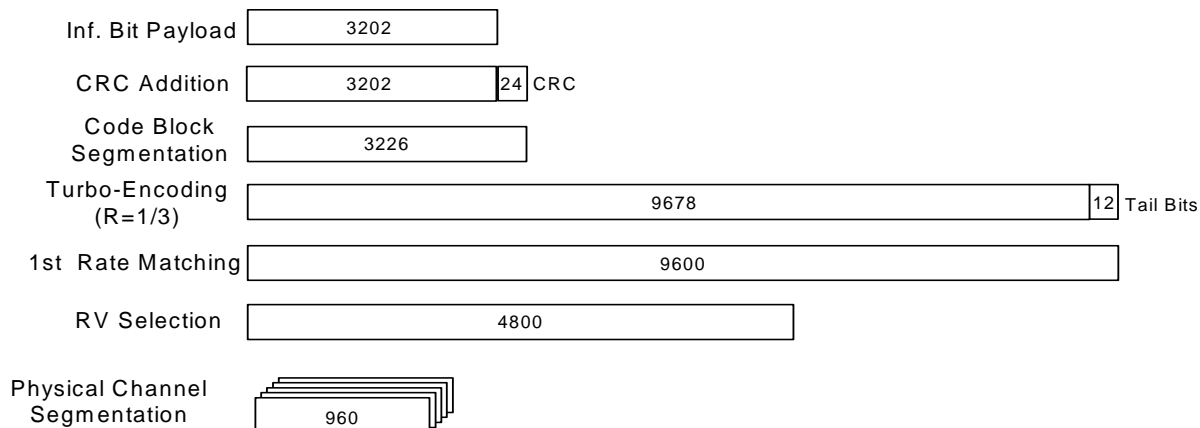 Inf. Bit Payload 3202
CRC Addition 3202 24 CRC
Code Block
Segmentation 3226
Turbo-Encoding
(R=1/3) 9678 12 Tail Bits
1st Rate Matching 9600
RV Selection 4800
Physical Channel
Segmentation 960